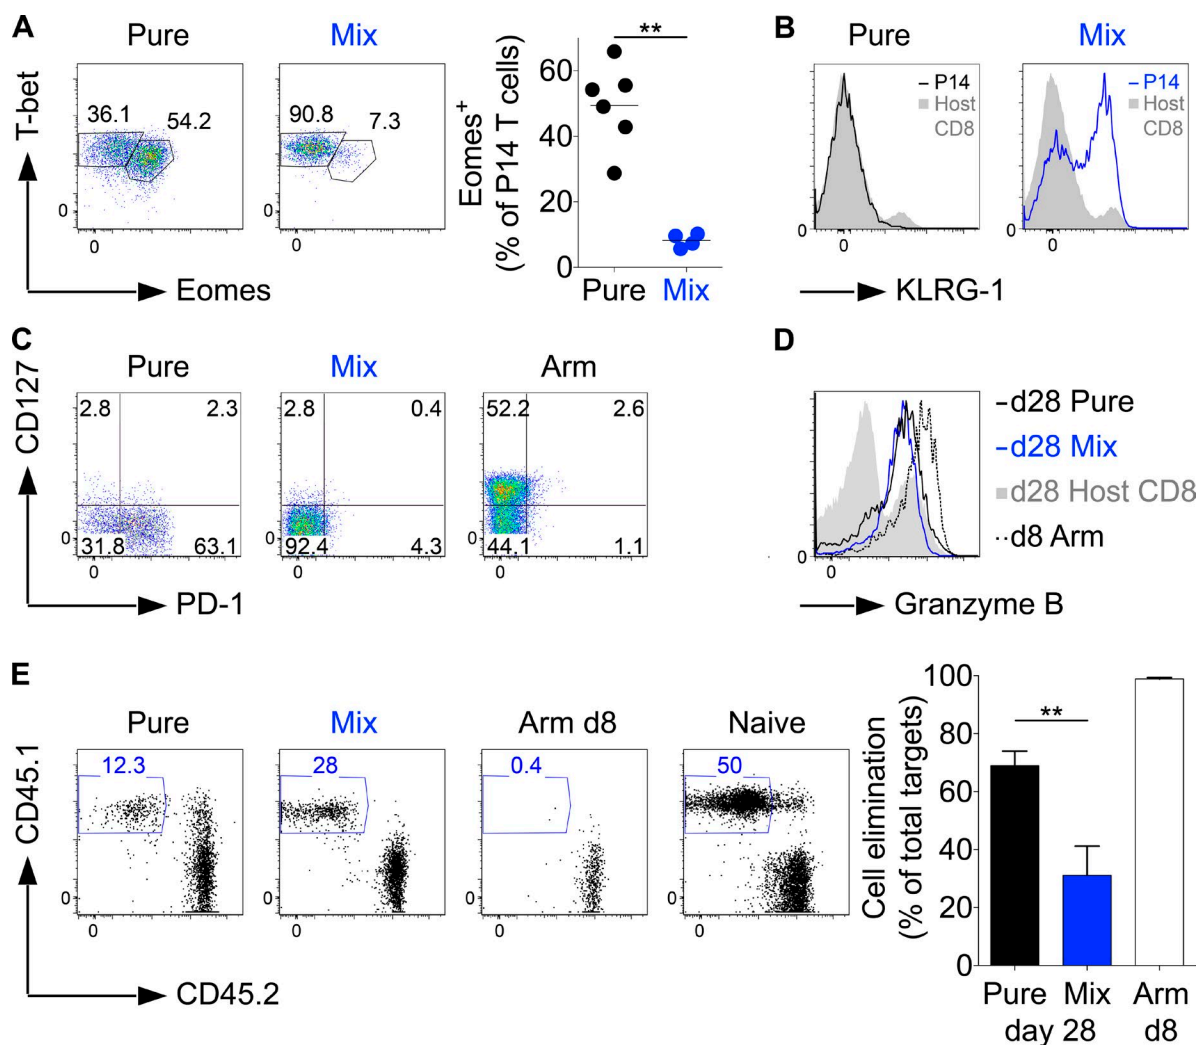 A
Pure
Mix
T-bet
36.1
54.2
0
0
90.8
7.3
0
0
Eomes
Eomes+
(% of P14 T cells)
60
40
20
0
**
Pure Mix
B
Pure
Mix
P14
Host
CD8
0
0
P14
Host
CD8
0
0
KLRG-1
C
Pure
Mix
Arm
CD127
2.8 2.3
31.8 63.1
0
0
2.8 0.4
92.4 4.3
0
0
52.2 2.6
44.1 1.1
0
0
PD-1
D
0
0
Granzyme B
–d28 Pure
–d28 Mix
d28 Host CD8
··d8 Arm
E
Pure
Mix
Arm d8
Naive
CD45.1
12.3
0
0
28
0
0
0.4
0
0
50
0
0
CD45.2
Cell elimination
(% of total targets)
100
80
60
40
20
0
**
Pure Mix Arm
day 28 d8